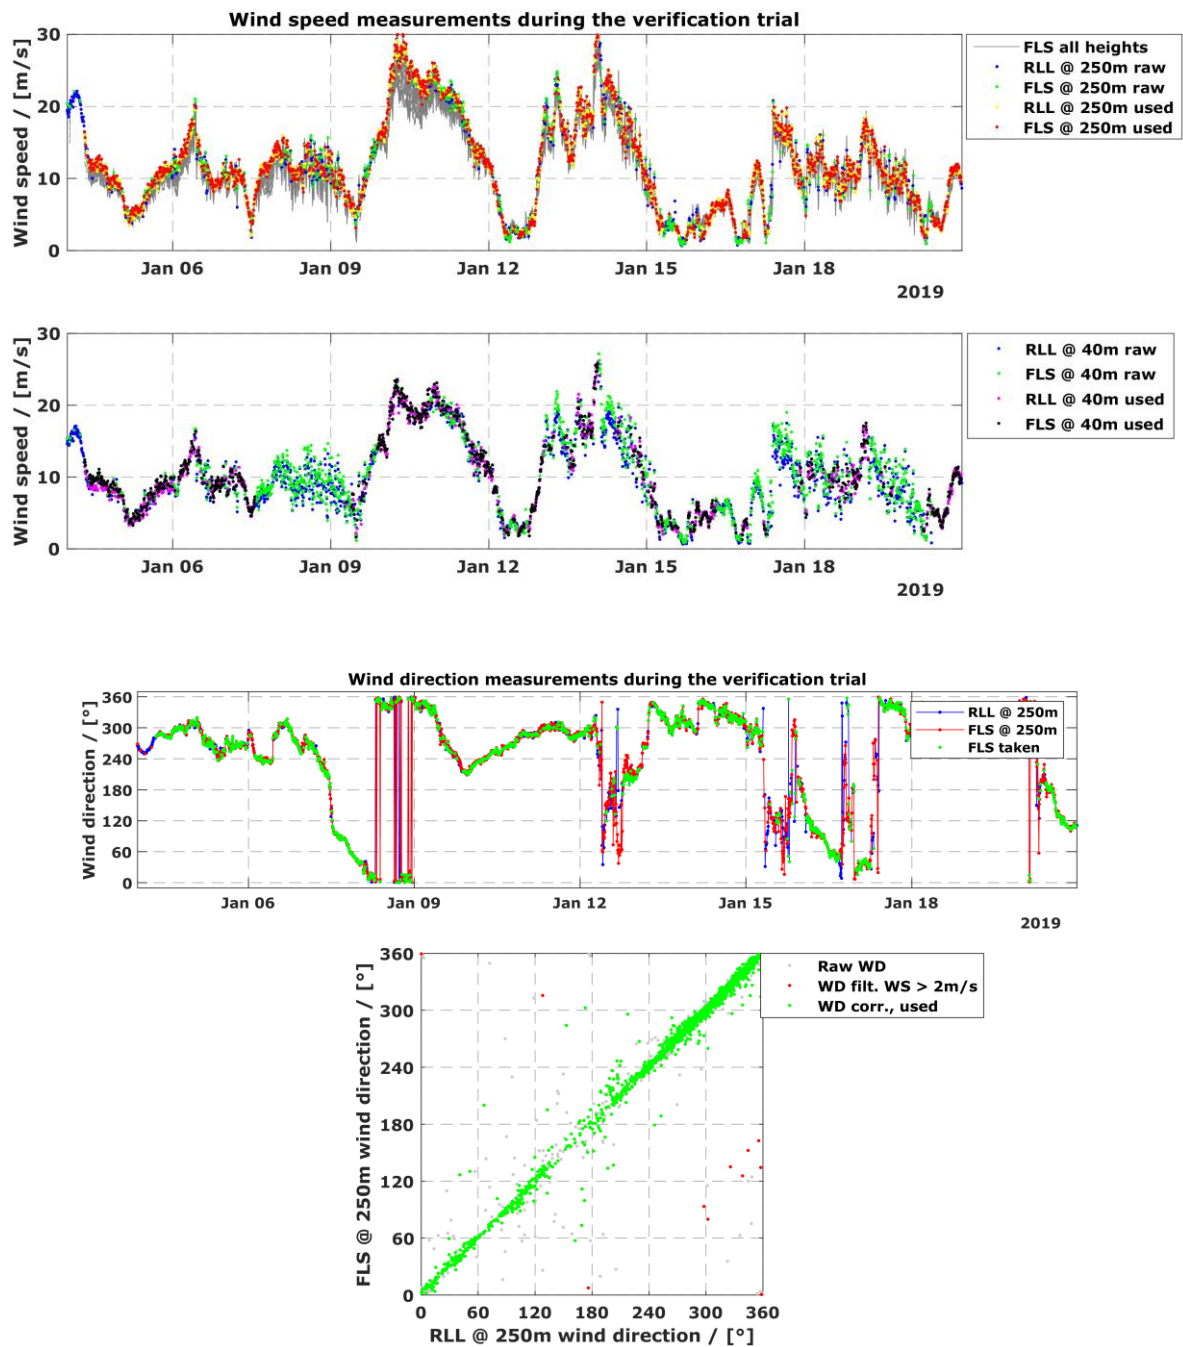 Wind speed measurements during the verification trial
Wind speed / [m/s]
30
20
10
0
Jan 06
Jan 09
Jan 12
Jan 15
Jan 18
2019
FLS all heights
RLL @ 250m raw
FLS @ 250m raw
RLL @ 250m used
FLS @ 250m used
Wind speed / [m/s]
30
20
10
0
Jan 06
Jan 09
Jan 12
Jan 15
Jan 18
2019
RLL @ 40m raw
FLS @ 40m raw
RLL @ 40m used
FLS @ 40m used
Wind direction measurements during the verification trial
Wind direction / [°]
360
300
240
180
120
60
0
Jan 06
Jan 09
Jan 12
Jan 15
Jan 18
2019
RLL @ 250m
FLS @ 250m
FLS taken
FLS @ 250m wind direction / [°]
360
300
240
180
120
60
0
0 60 120 180 240 300 360
RLL @ 250m wind direction / [°]
Raw WD
WD filt. WS > 2m/s
WD corr., used